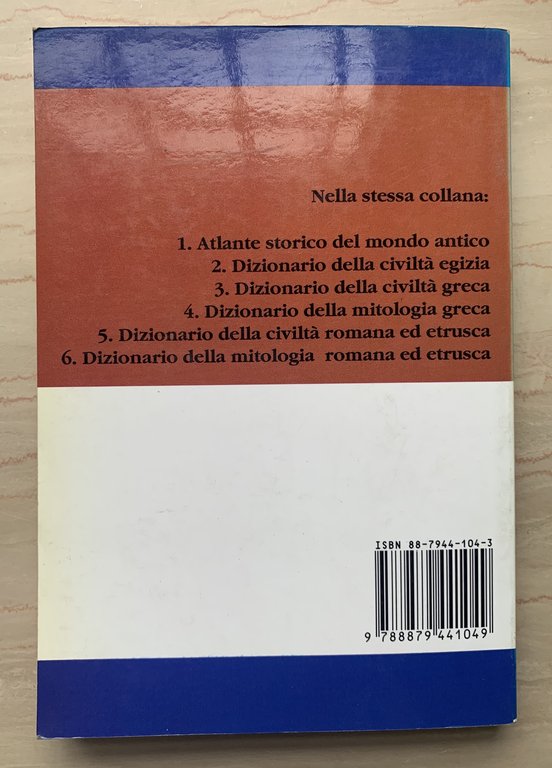 Nella stessa collana:
1. Atlante storico del mondo antico
2. Dizionario della civiltà egizia
3. Dizionario della civiltà greca
4. Dizionario della mitologia greca
5. Dizionario della civiltà romana ed etrusca
6. Dizionario della mitologia romana ed etrusca
ISBN 88-7944-104-3
9 788879 441049